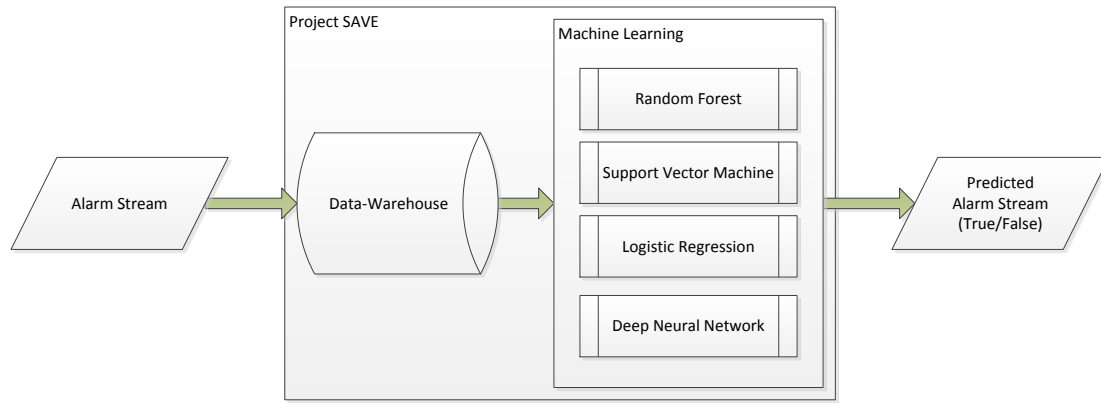 Project SAVE
Machine Learning
Random Forest
Support Vector Machine
Alarm Stream
Data-Warehouse
Predicted
Alarm Stream
(True/False)
Logistic Regression
Deep Neural Network